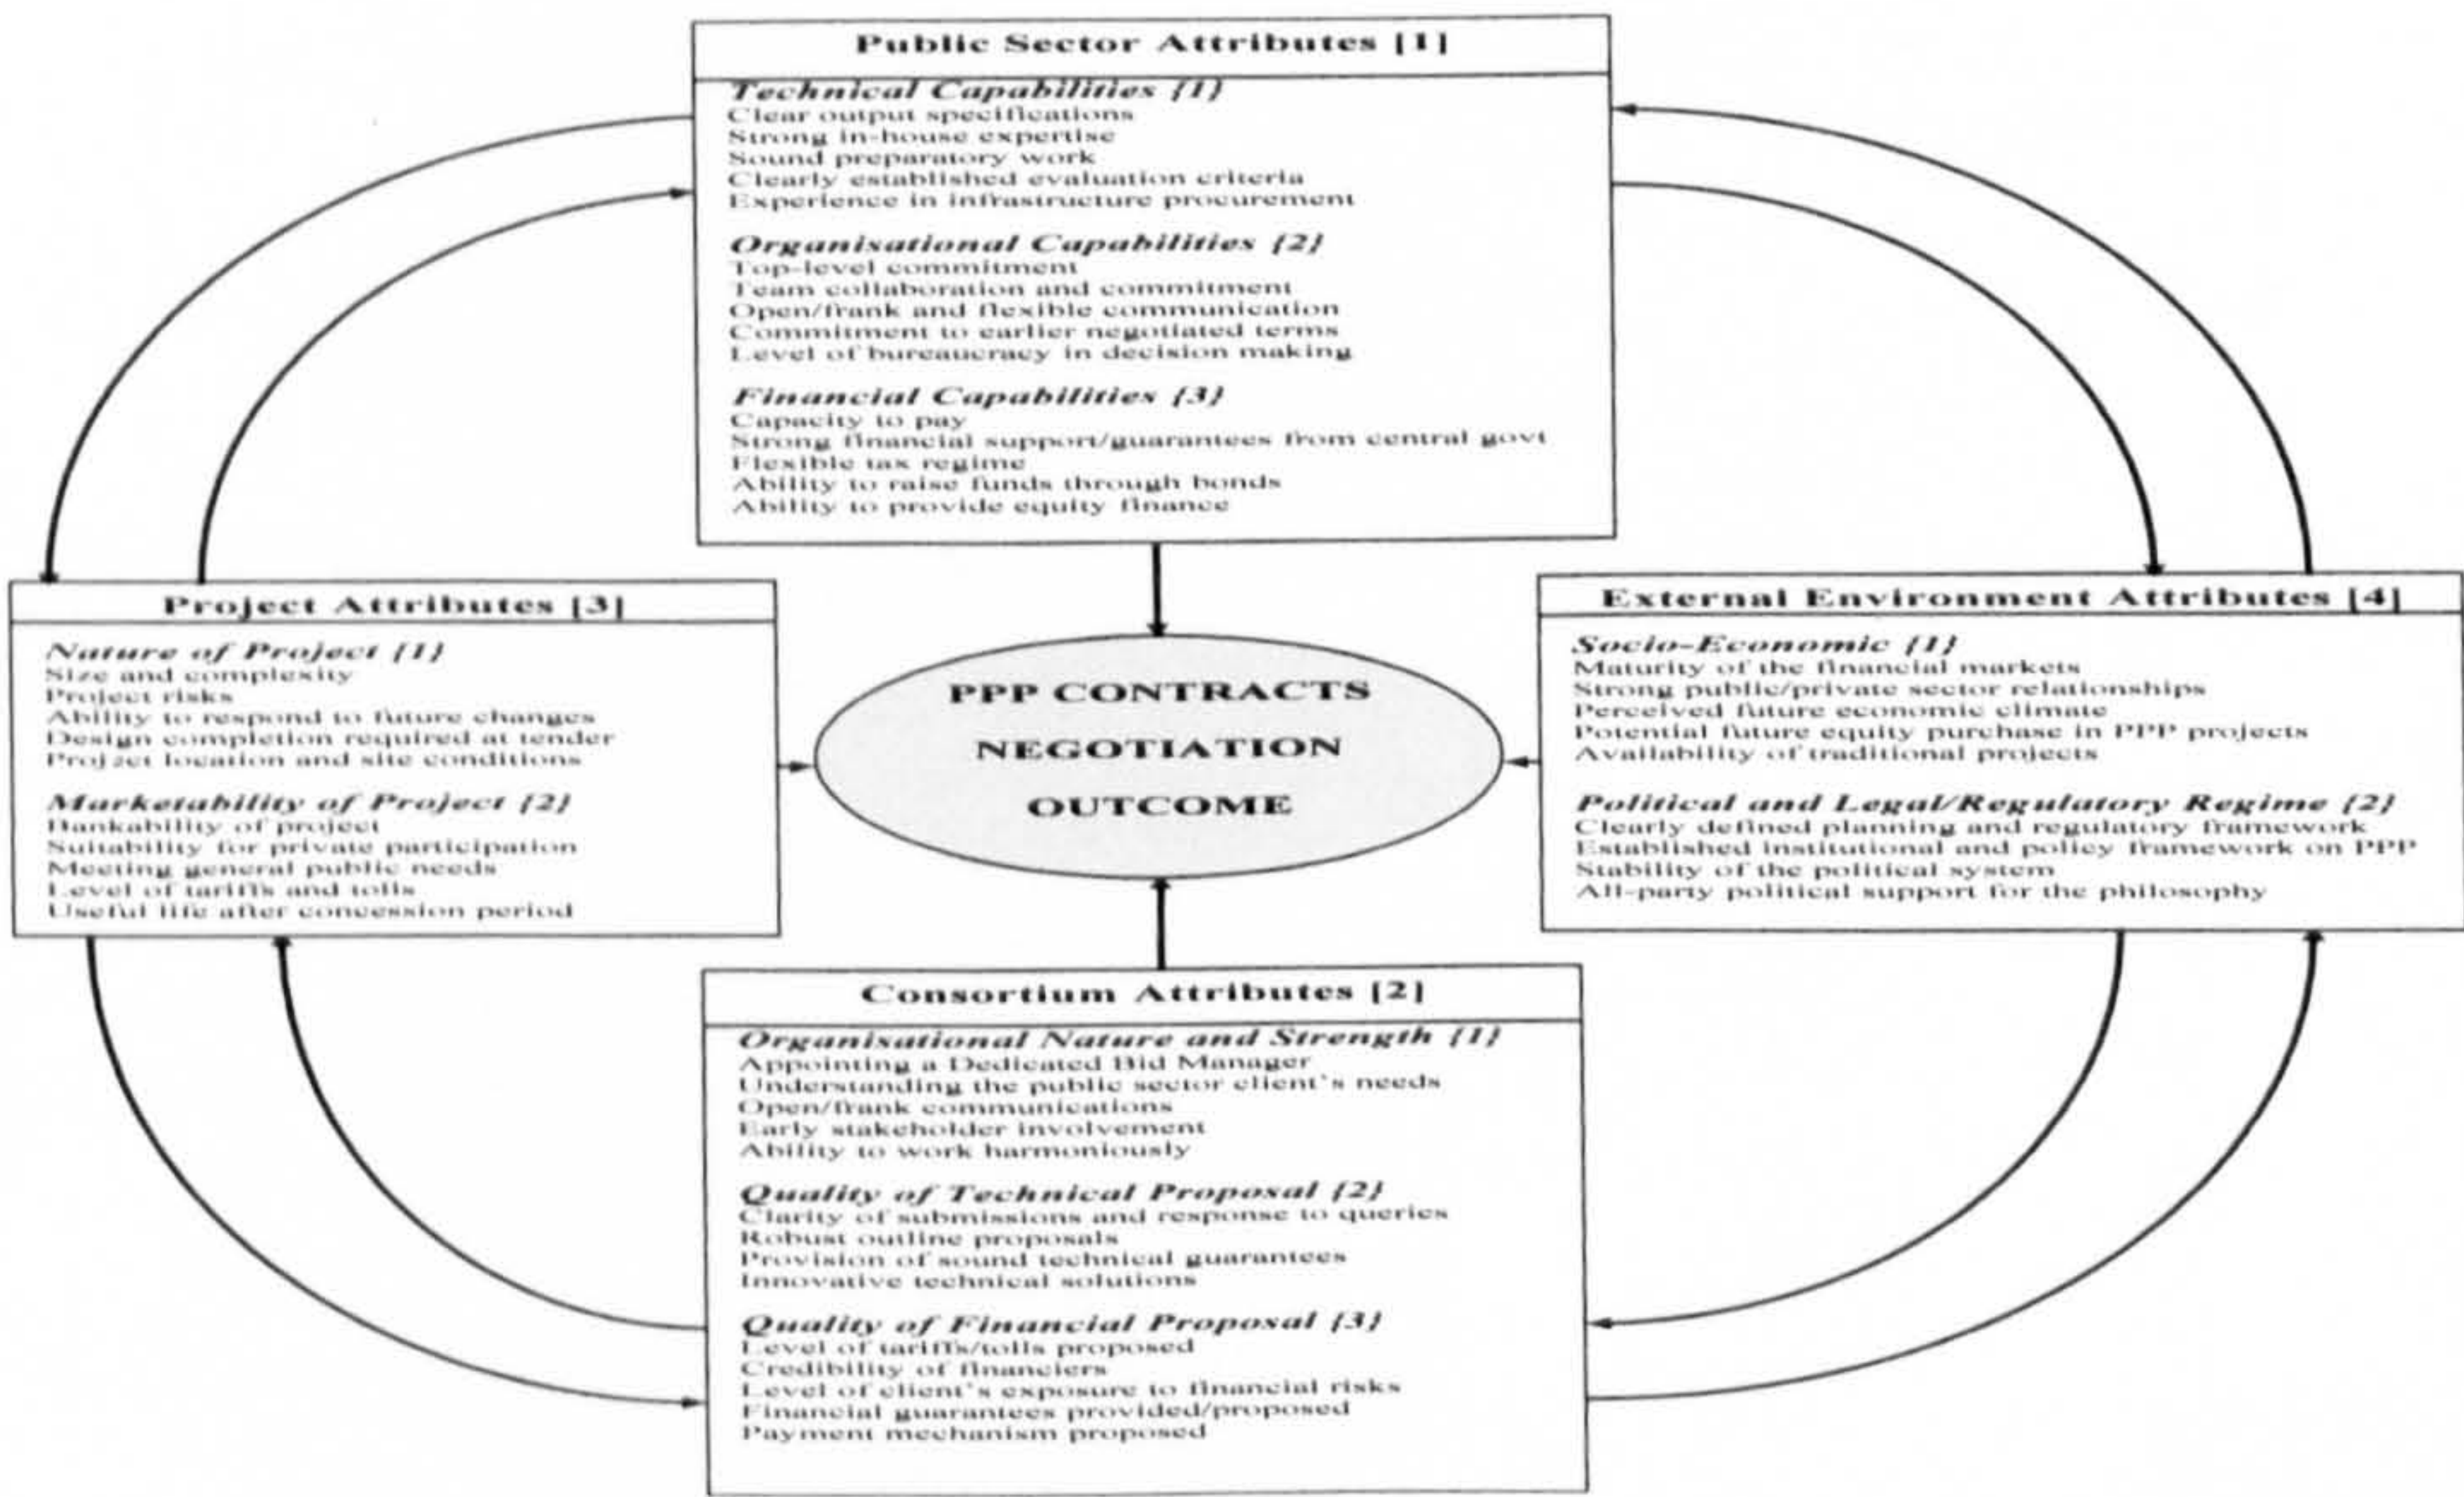 Public Sector Attributes [1]
Technical Capabilities {1}
Clear output specifications
Strong in-house expertise
Sound preparatory work
Clearly established evaluation criteria
Experience in infrastructure procurement
Organisational Capabilities {2}
Top-level commitment
Team collaboration and commitment
Open/frank and flexible communication
Commitment to earlier negotiated terms
Level of bureaucracy in decision making
Financial Capabilities {3}
Capacity to pay
Strong financial support/guarantees from central govt
Flexible tax regime
Ability to raise funds through bonds
Ability to provide equity finance
Project Attributes [3]
Nature of Project {1}
Size and complexity
Project risks
Ability to respond to future changes
Design completion required at tender
Project location and site conditions
Marketability of Project {2}
Bankability of project
Suitability for private participation
Meeting general public needs
Level of tariffs and tolls
Useful life after concession period
PPP CONTRACTS
NEGOTIATION
OUTCOME
External Environment Attributes [4]
Socio-Economic {1}
Maturity of the financial markets
Strong public/private sector relationships
Perceived future economic climate
Potential future equity purchase in PPP projects
Availability of traditional projects
Political and Legal/Regulatory Regime {2}
Clearly defined planning and regulatory framework
Established institutional and policy framework on PPP
Stability of the political system
All-party political support for the philosophy
Consortium Attributes [2]
Organisational Nature and Strength {1}
Appointing a Dedicated Bid Manager
Understanding the public sector client's needs
Open/frank communications
Early stakeholder involvement
Ability to work harmoniously
Quality of Technical Proposal {2}
Clarity of submissions and response to queries
Robust outline proposals
Provision of sound technical guarantees
Innovative technical solutions
Quality of Financial Proposal {3}
Level of tariffs/tolls proposed
Credibility of financiers
Level of client's exposure to financial risks
Financial guarantees provided/proposed
Payment mechanism proposed